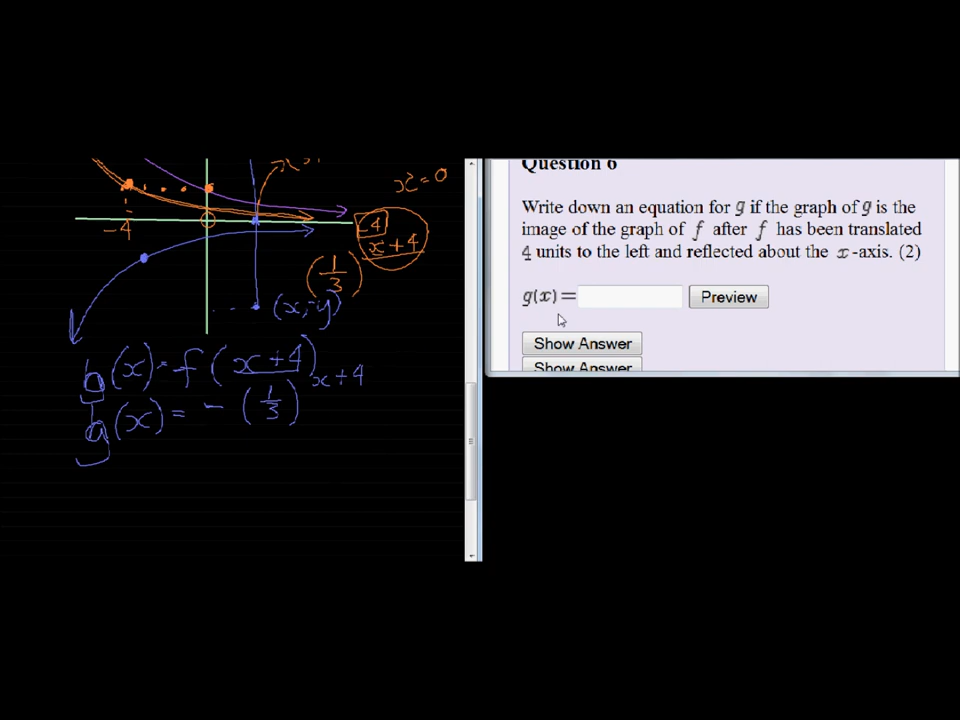 x=0
-4
-4
x+4
(1/3)
(x;-y)
g(x)=-f(x+4)
g(x)=-(1/3)^x+4
Question 6
Write down an equation for g if the graph of g is the
image of the graph of f after f has been translated
4 units to the left and reflected about the x-axis. (2)
g(x)=
Preview
Show Answer
Show Answer